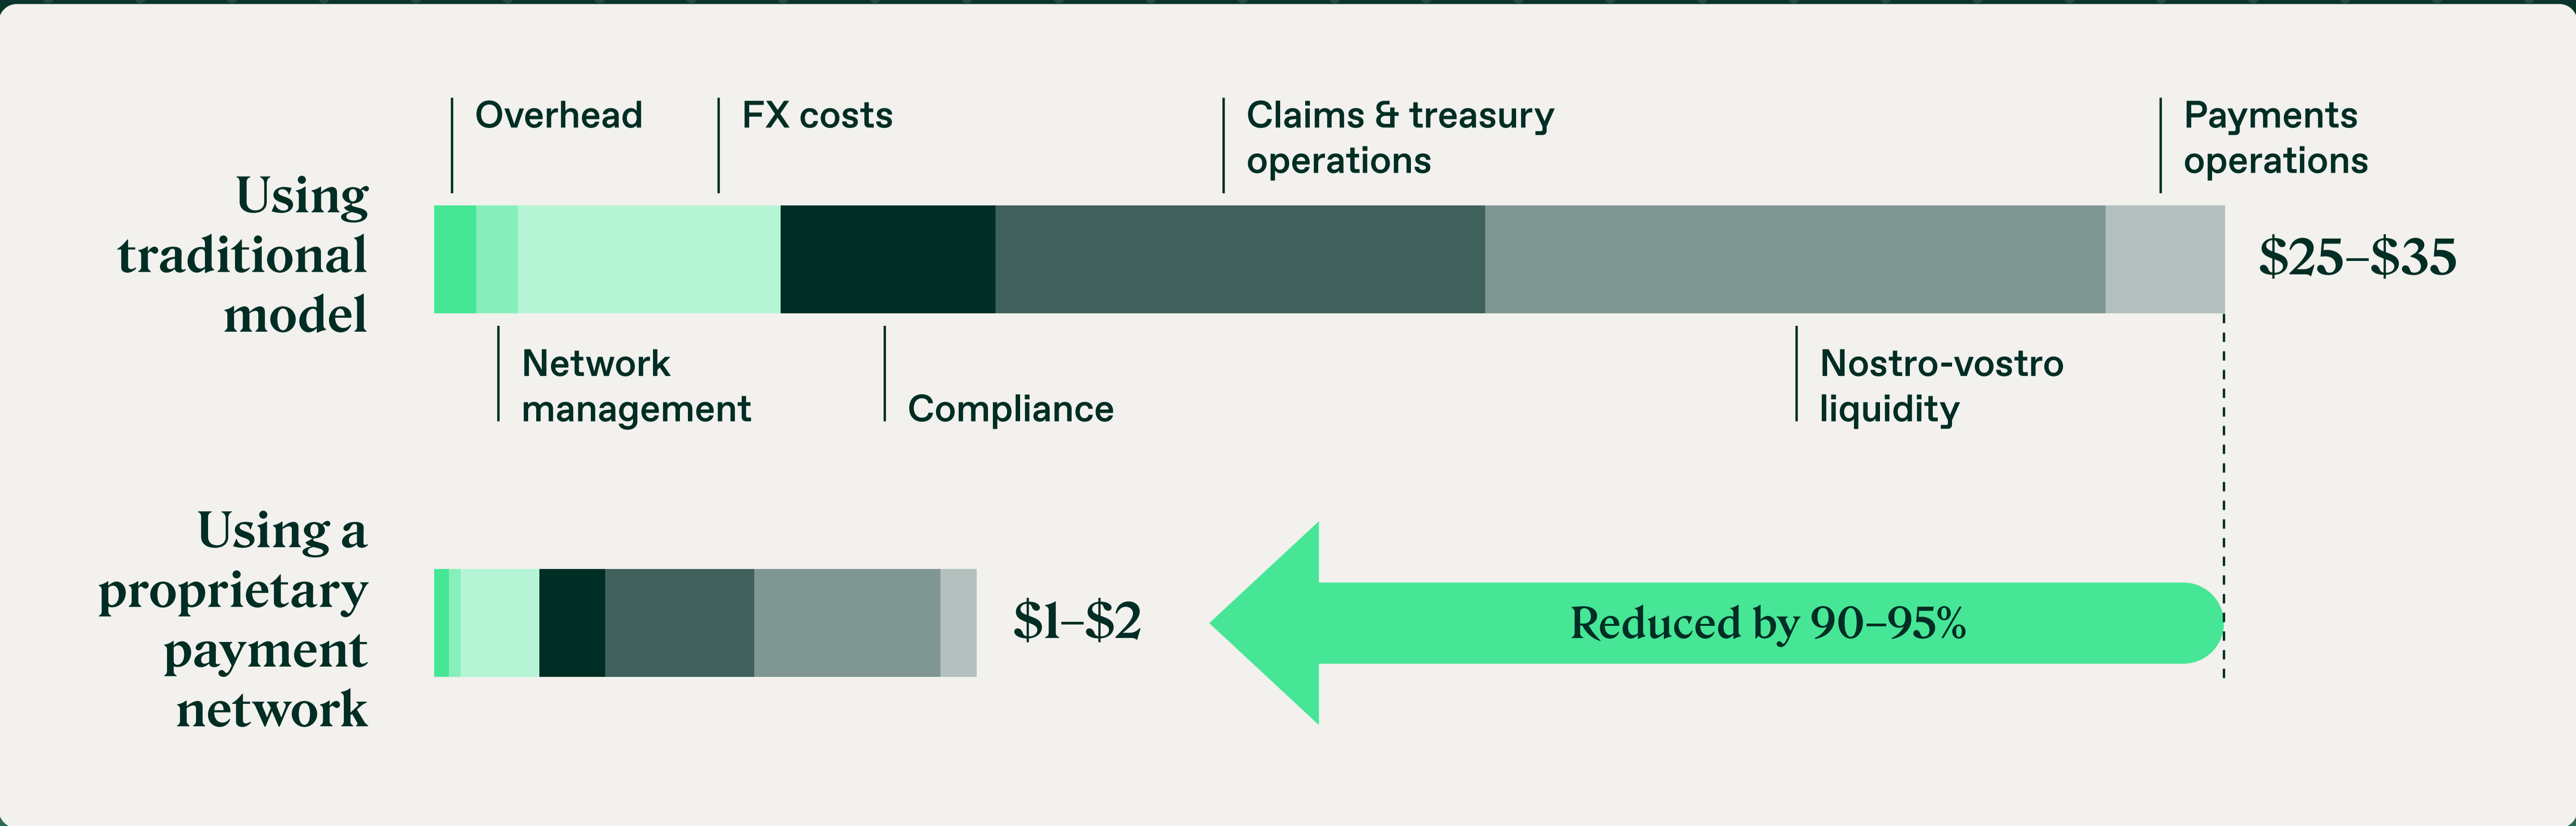 Overhead
FX costs
Claims & treasury
operations
Payments
operations
Using
traditional
model
$25–$35
Network
management
Compliance
Nostro-vostro
liquidity
Using a
proprietary
payment
network
$1–$2
Reduced by 90–95%